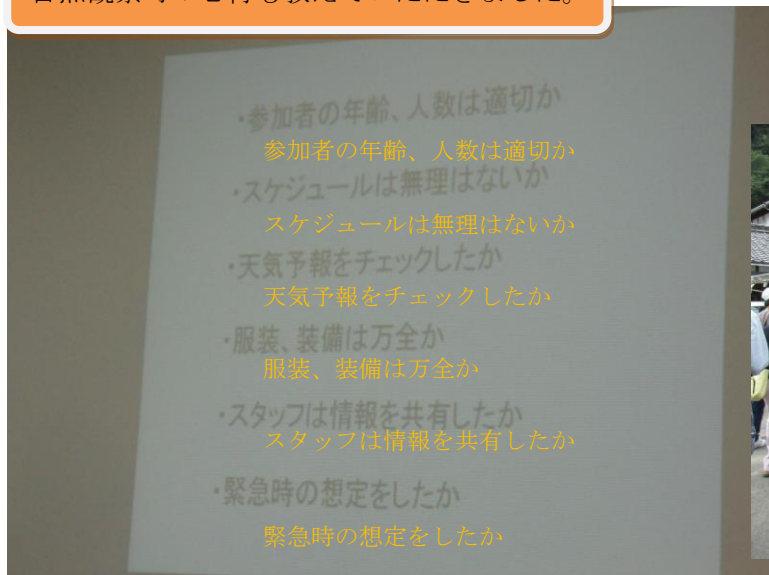 ・参加者の年齢、人数は適切か
参加者の年齢、人数は適切か
・スケジュールは無理はないか
スケジュールは無理はないか
・天気予報をチェックしたか
天気予報をチェックしたか
・服装、装備は万全か
服装、装備は万全か
・スタッフは情報を共有したか
スタッフは情報を共有したか
・緊急時の想定をしたか
緊急時の想定をしたか